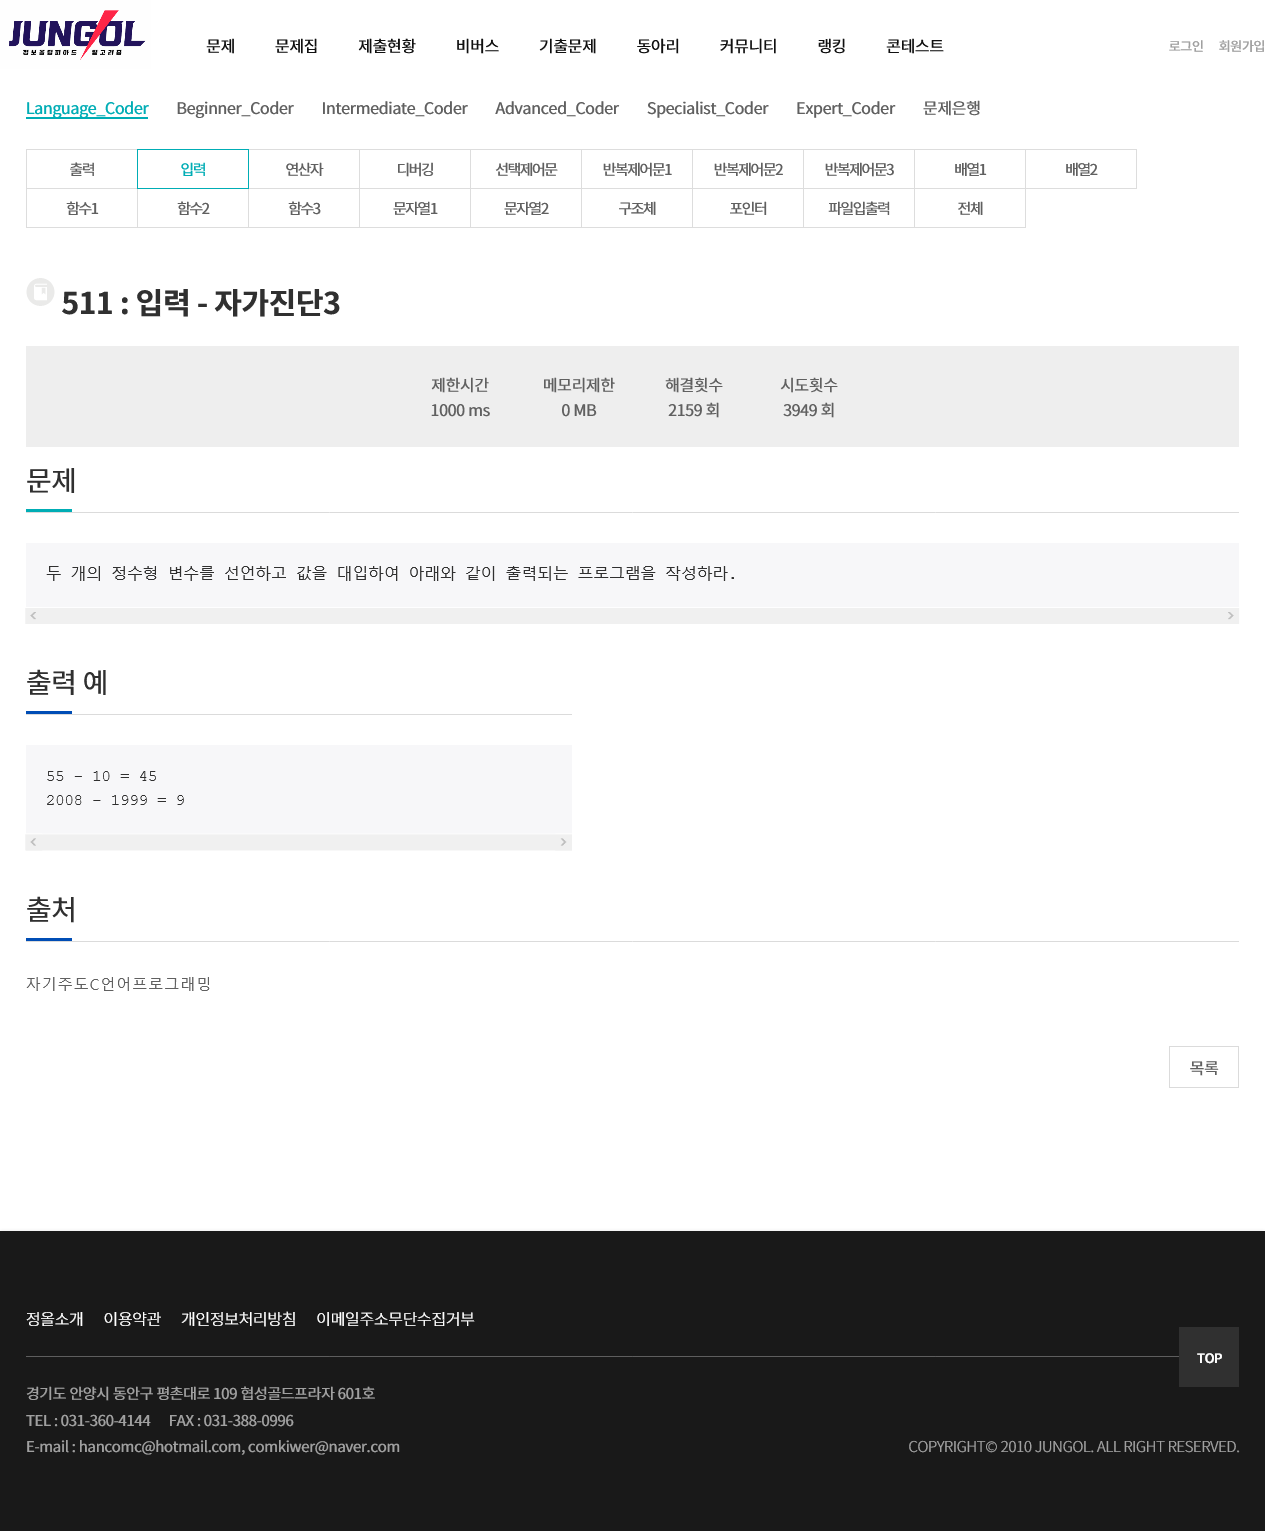 JUNGOL
정보올림피아드 알고리즘
문제 문제집 제출현황 비버스 기출문제 동아리 커뮤니티 랭킹 콘테스트 로그인 회원가입
Language_Coder Beginner_Coder Intermediate_Coder Advanced_Coder Specialist_Coder Expert_Coder 문제은행
출력 입력 연산자 디버깅 선택제어문 반복제어문1 반복제어문2 반복제어문3 배열1 배열2
함수1 함수2 함수3 문자열1 문자열2 구조체 포인터 파일입출력 전체
511 : 입력 - 자가진단3
제한시간 메모리제한 해결횟수 시도횟수
1000 ms 0 MB 2159 회 3949 회
문제
두 개의 정수형 변수를 선언하고 값을 대입하여 아래와 같이 출력되는 프로그램을 작성하라.
출력 예
55 - 10 = 45
2008 - 1999 = 9
출처
자기주도C언어프로그래밍
목록
정올소개 이용약관 개인정보처리방침 이메일주소무단수집거부
TOP
경기도 안양시 동안구 평촌대로 109 협성골드프라자 601호
TEL : 031-360-4144 FAX : 031-388-0996
E-mail : hancomc@hotmail.com, comkiwer@naver.com COPYRIGHT© 2010 JUNGOL. ALL RIGHT RESERVED.